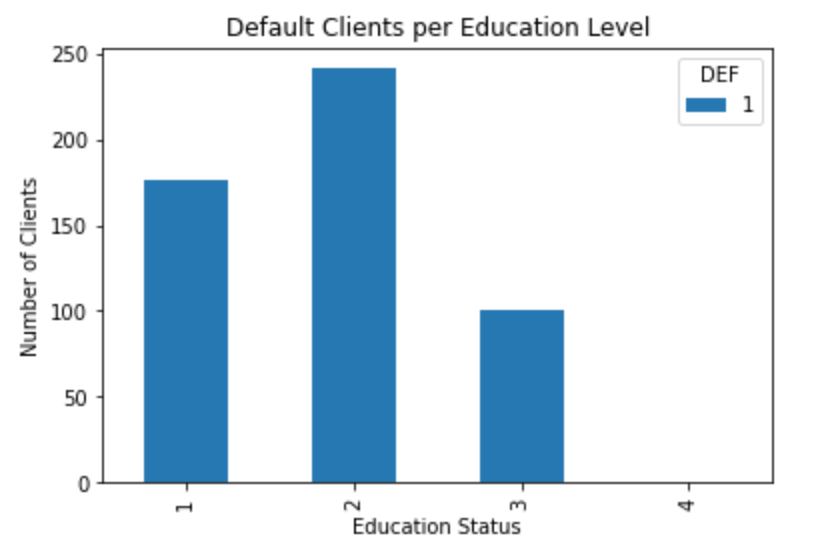 Default Clients per Education Level
250
200
150
100
50
0
Number of Clients
DEF
1
1
2
3
4
Education Status